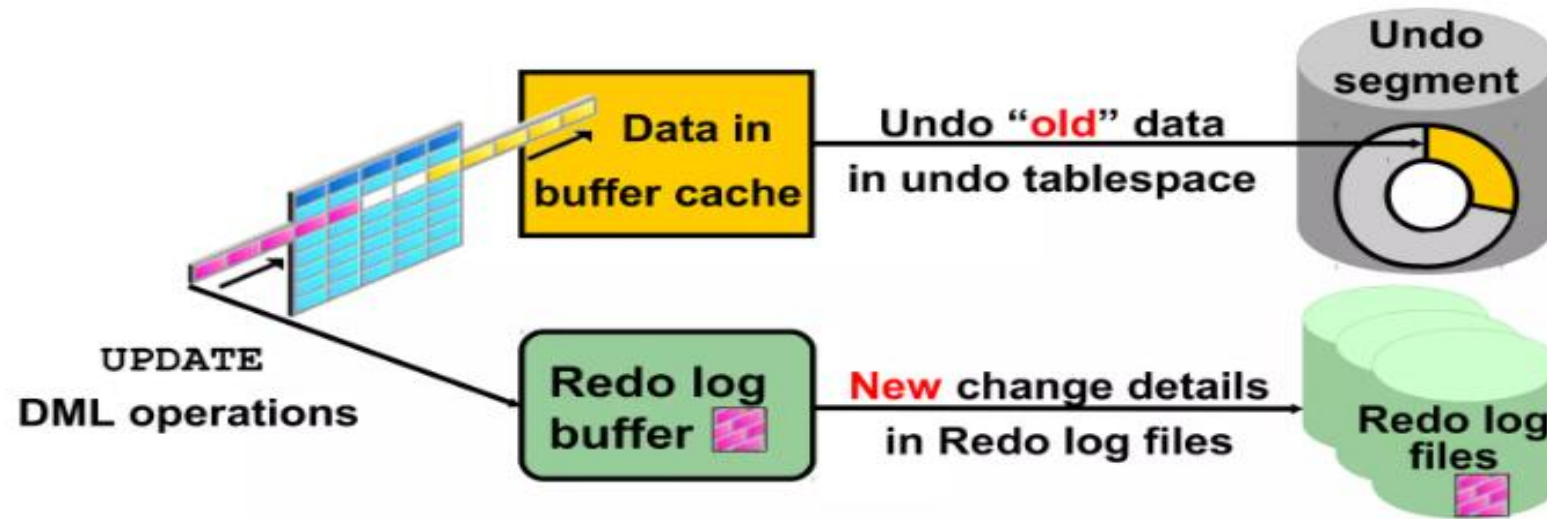 Undo
segment
Data in
buffer cache
Undo “old” data
in undo tablespace
UPDATE
DML operations
Redo log
buffer
New change details
in Redo log files
Redo log
files